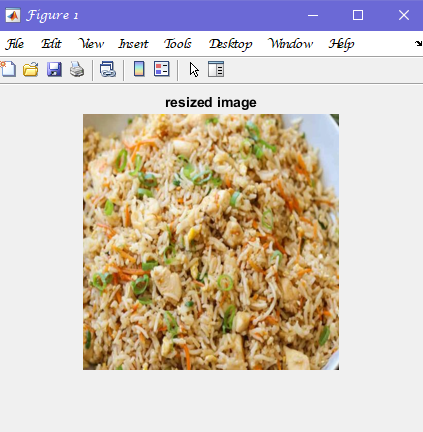 Figure 1
File Edit View Insert Tools Desktop Window Help
resized image